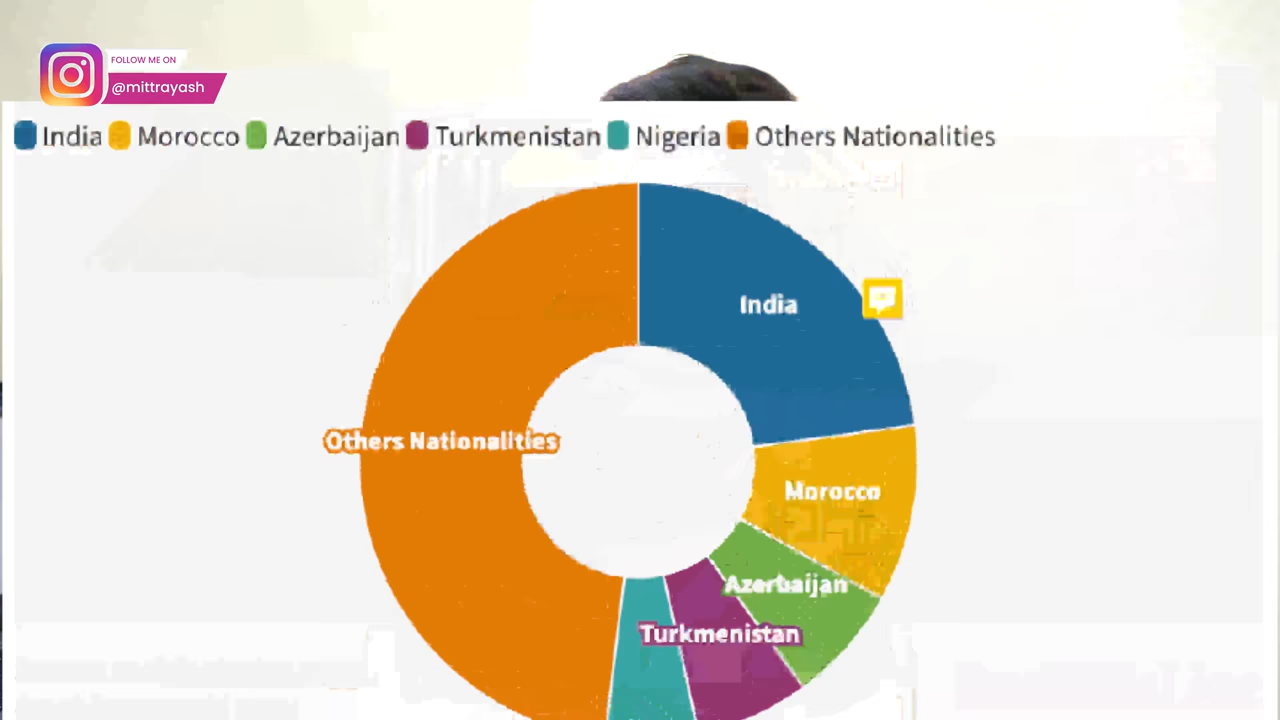 FOLLOW ME ON
@mittrayash
India Morocco Azerbaijan Turkmenistan Nigeria Others Nationalities
India
Others Nationalities
Morocco
Azerbaijan
Turkmenistan